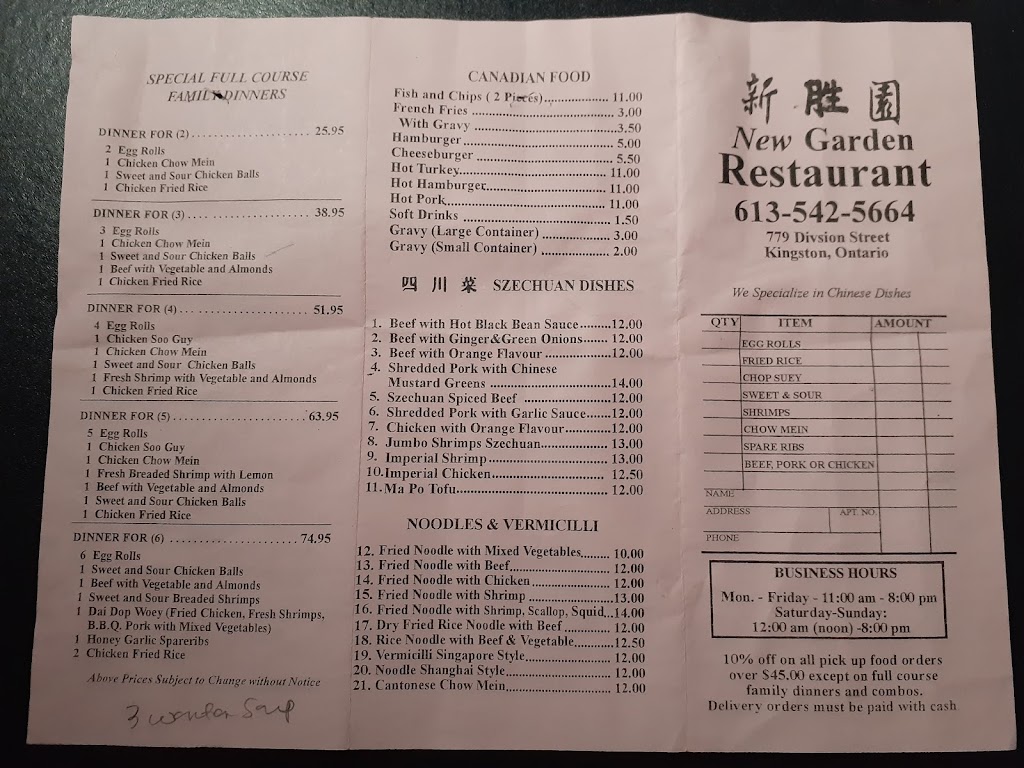 SPECIAL FULL COURSE
FAMILY DINNERS
DINNER FOR (2) ........................ 25.95
2 Egg Rolls
1 Chicken Chow Mein
1 Sweet and Sour Chicken Balls
1 Chicken Fried Rice
DINNER FOR (3) ........................ 38.95
3 Egg Rolls
1 Chicken Chow Mein
1 Sweet and Sour Chicken Balls
1 Beef with Vegetable and Almonds
1 Chicken Fried Rice
DINNER FOR (4) ........................ 51.95
4 Egg Rolls
1 Chicken Soo Guy
1 Chicken Chow Mein
1 Sweet and Sour Chicken Balls
1 Fresh Shrimp with Vegetable and Almonds
1 Chicken Fried Rice
DINNER FOR (5) ........................ 63.95
5 Egg Rolls
1 Chicken Soo Guy
1 Chicken Chow Mein
1 Fresh Breaded Shrimp with Lemon
1 Beef with Vegetable and Almonds
1 Sweet and Sour Chicken Balls
1 Chicken Fried Rice
DINNER FOR (6) ........................ 74.95
6 Egg Rolls
1 Sweet and Sour Chicken Balls
1 Beef with Vegetable and Almonds
1 Sweet and Sour Breaded Shrimps
1 Dai Dop Woey (Fried Chicken, Fresh Shrimps,
B.B.Q. Pork with Mixed Vegetables)
1 Honey Garlic Spareribs
2 Chicken Fried Rice
Above Prices Subject to Change without Notice
3 wonton Soup
CANADIAN FOOD
Fish and Chips ( 2 Pieces).................. 11.00
French Fries .................. 3.00
With Gravy .................. 3.50
Hamburger .................. 5.00
Cheeseburger .................. 5.50
Hot Turkey.................. 11.00
Hot Hamburger.................. 11.00
Hot Pork.................. 11.00
Soft Drinks .................. 1.50
Gravy (Large Container) .................. 3.00
Gravy (Small Container) .................. 2.00
四川菜 SZECHUAN DISHES
1. Beef with Hot Black Bean Sauce.........12.00
2. Beef with Ginger&Green Onions.......12.00
3. Beef with Orange Flavour ...............12.00
4. Shredded Pork with Chinese
Mustard Greens ..................14.00
5. Szechuan Spiced Beef ..................12.00
6. Shredded Pork with Garlic Sauce......12.00
7. Chicken with Orange Flavour...........12.00
8. Jumbo Shrimps Szechuan...............13.00
9. Imperial Shrimp..................13.00
10. Imperial Chicken.................. 12.50
11. Ma Po Tofu.................. 12.00
NOODLES & VERMICILLI
12. Fried Noodle with Mixed Vegetables......... 10.00
13. Fried Noodle with Beef.................. 12.00
14. Fried Noodle with Chicken .................. 12.00
15. Fried Noodle with Shrimp ..................13.00
16. Fried Noodle with Shrimp, Scallop, Squid...14.00
17. Dry Fried Rice Noodle with Beef ............12.00
18. Rice Noodle with Beef & Vegetable..........12.50
19. Vermicilli Singapore Style.................. 12.00
20. Noodle Shanghai Style.................. 12.00
21. Cantonese Chow Mein.................. 12.00
新 勝 園
New Garden
Restaurant
613-542-5664
779 Divsion Street
Kingston, Ontario
We Specialize in Chinese Dishes
QTY ITEM AMOUNT
EGG ROLLS
FRIED RICE
CHOP SUEY
SWEET & SOUR
SHRIMPS
CHOW MEIN
SPARE RIBS
BEEF, PORK OR CHICKEN
NAME
ADDRESS APT. NO.
PHONE
BUSINESS HOURS
Mon. - Friday - 11:00 am - 8:00 pm
Saturday-Sunday:
12:00 am (noon) -8:00 pm
10% off on all pick up food orders
over $45.00 except on full course
family dinners and combos.
Delivery orders must be paid with cash